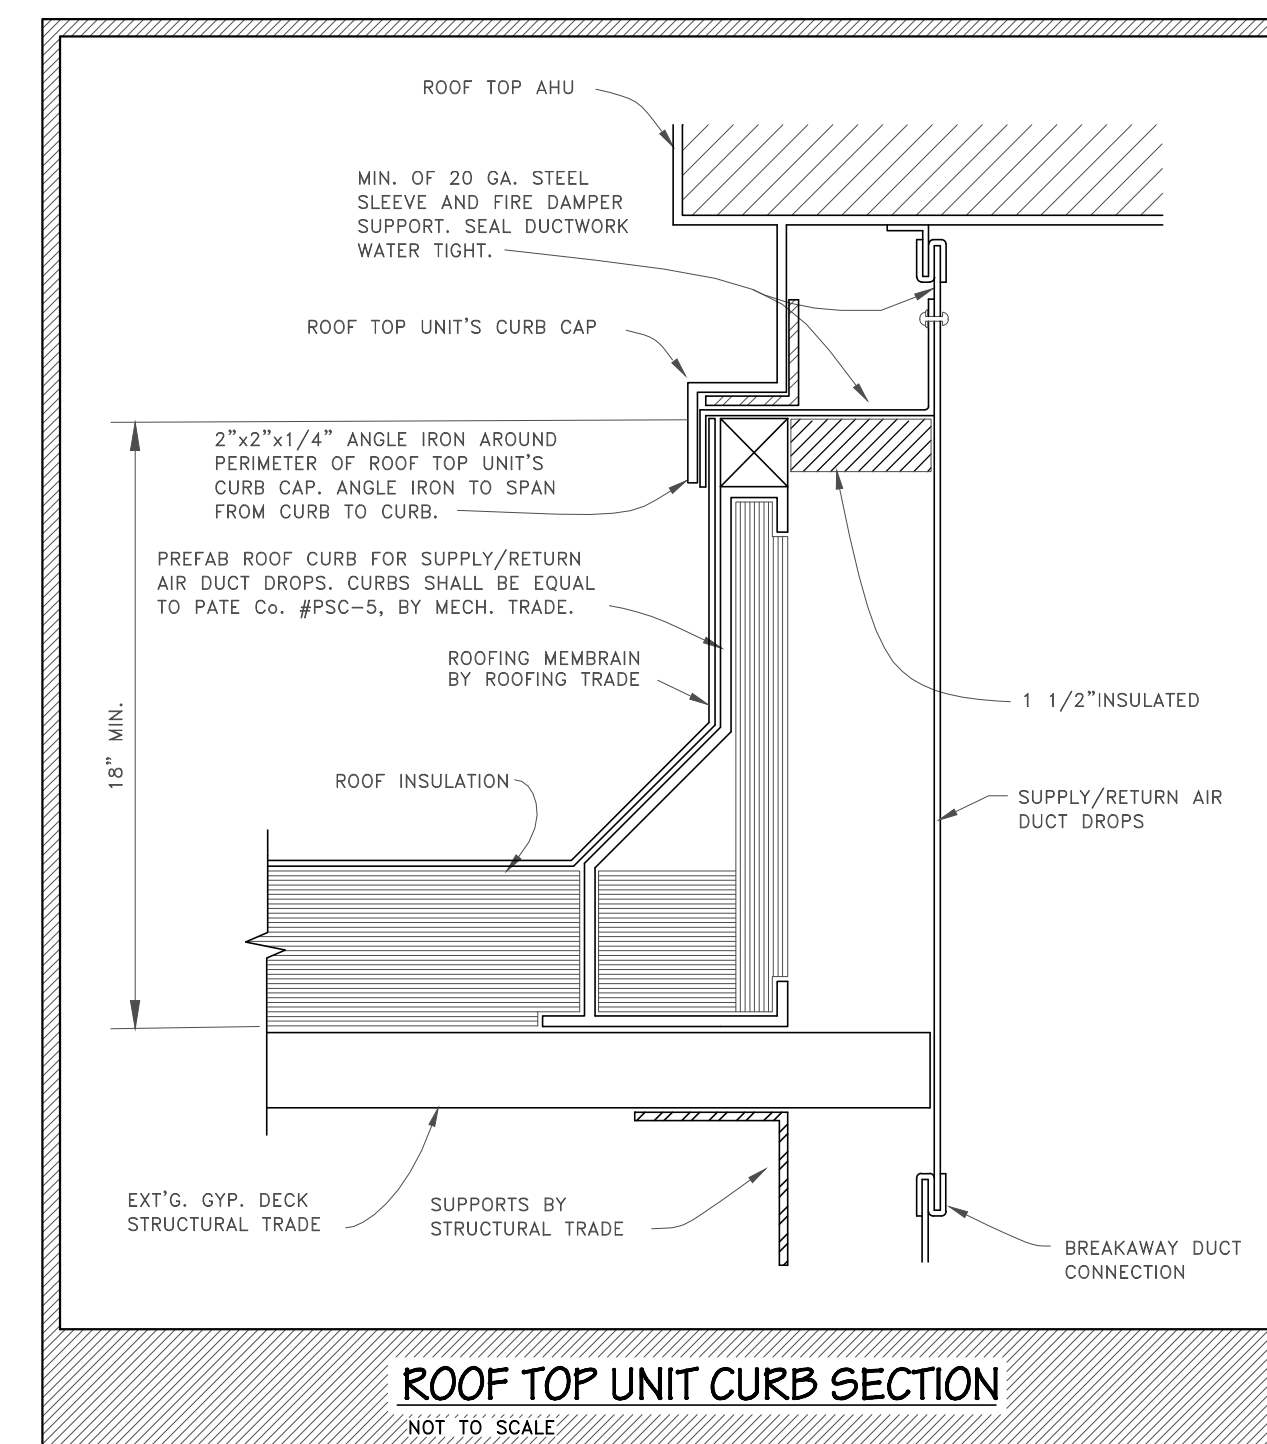 ROOF TOP AHU
MIN. OF 20 GA. STEEL
SLEEVE AND FIRE DAMPER
SUPPORT. SEAL DUCTWORK
WATER TIGHT.
ROOF TOP UNIT'S CURB CAP
2"x2"x1/4" ANGLE IRON AROUND
PERIMETER OF ROOF TOP UNIT'S
CURB CAP. ANGLE IRON TO SPAN
FROM CURB TO CURB.
PREFAB ROOF CURB FOR SUPPLY/RETURN
AIR DUCT DROPS. CURBS SHALL BE EQUAL
TO PATE Co. #PSC-5, BY MECH. TRADE.
ROOFING MEMBRAIN
BY ROOFING TRADE
18" MIN.
1 1/2"INSULATED
ROOF INSULATION
SUPPLY/RETURN AIR
DUCT DROPS
EXT'G. GYP. DECK
STRUCTURAL TRADE
SUPPORTS BY
STRUCTURAL TRADE
BREAKAWAY DUCT
CONNECTION
ROOF TOP UNIT CURB SECTION
NOT TO SCALE